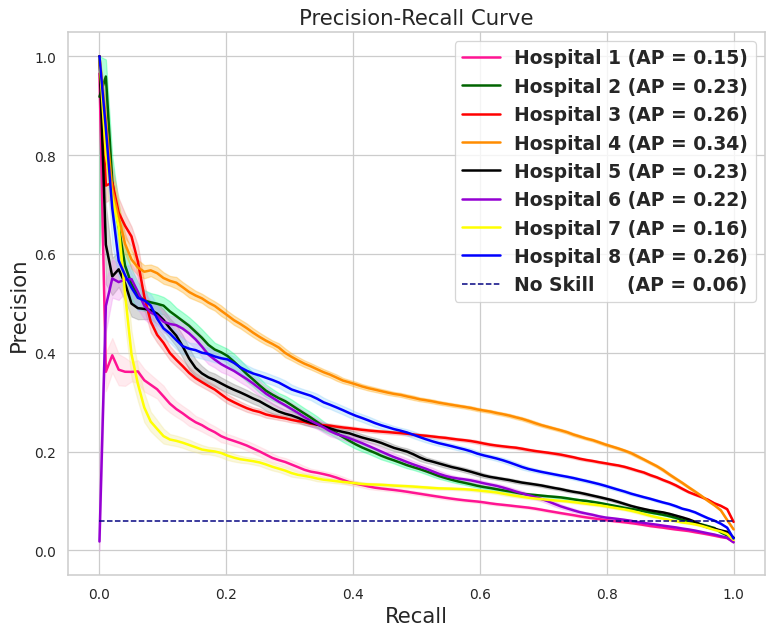 Precision-Recall Curve
Hospital 1 (AP = 0.15)
Hospital 2 (AP = 0.23)
Hospital 3 (AP = 0.26)
Hospital 4 (AP = 0.34)
Hospital 5 (AP = 0.23)
Hospital 6 (AP = 0.22)
Hospital 7 (AP = 0.16)
Hospital 8 (AP = 0.26)
No Skill (AP = 0.06)
Precision
1.0
0.8
0.6
0.4
0.2
0.0
0.0 0.2 0.4 0.6 0.8 1.0
Recall